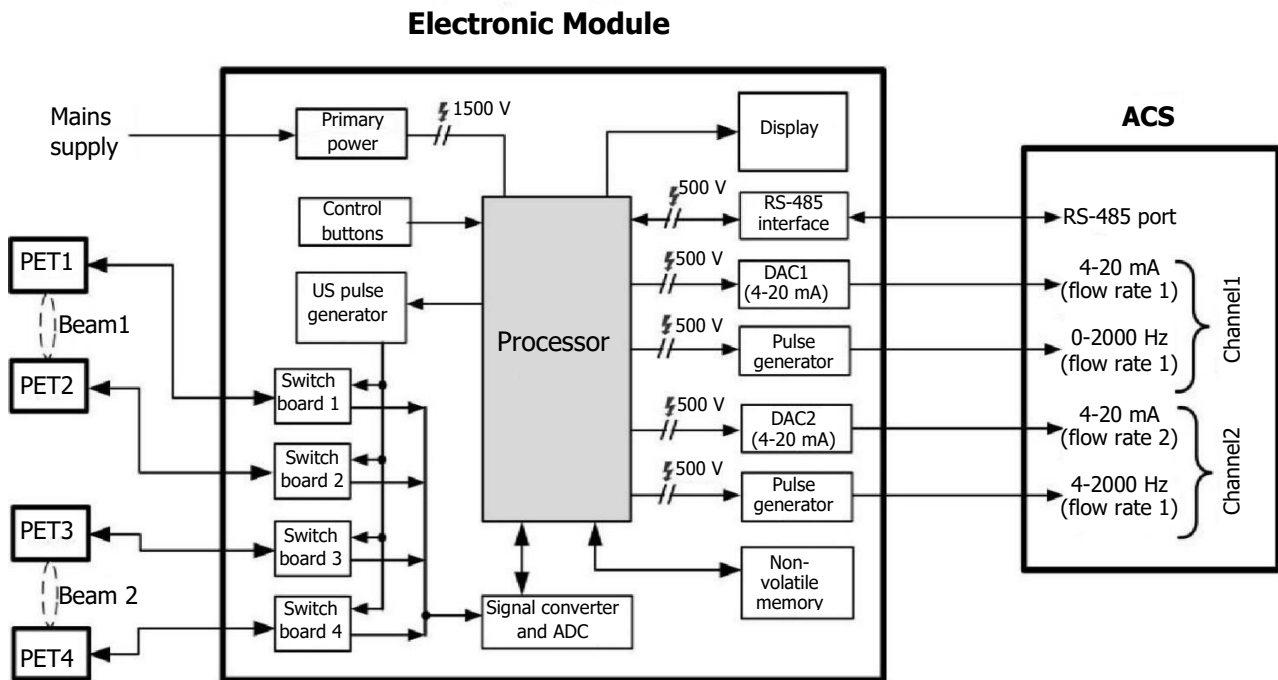 Electronic Module
Mains
supply
Primary
power
1500 V
Display
ACS
Control
buttons
500 V
RS-485
interface
RS-485 port
PET1
Beam1
PET2
US pulse
generator
Processor
500 V
DAC1
(4-20 mA)
4-20 mA
(flow rate 1)
500 V
Pulse
generator
0-2000 Hz
(flow rate 1)
Channel1
Switch
board 1
Switch
board 2
500 V
DAC2
(4-20 mA)
4-20 mA
(flow rate 2)
500 V
Pulse
generator
4-2000 Hz
(flow rate 1)
Channel2
PET3
Beam 2
PET4
Switch
board 3
Switch
board 4
Signal converter
and ADC
Non-
volatile
memory